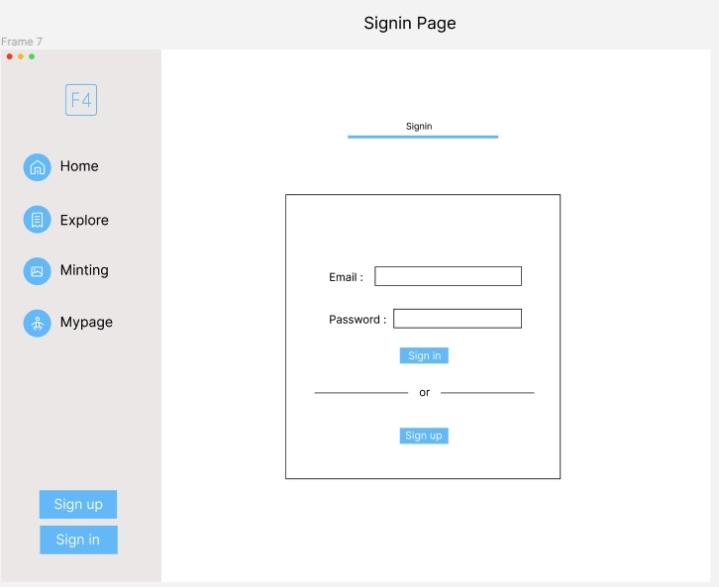 Signin Page
Frame 7
F4
Home
Explore
Minting
Mypage
Sign up
Sign in
Signin
Email :
Password :
Sign in
or
Sign up